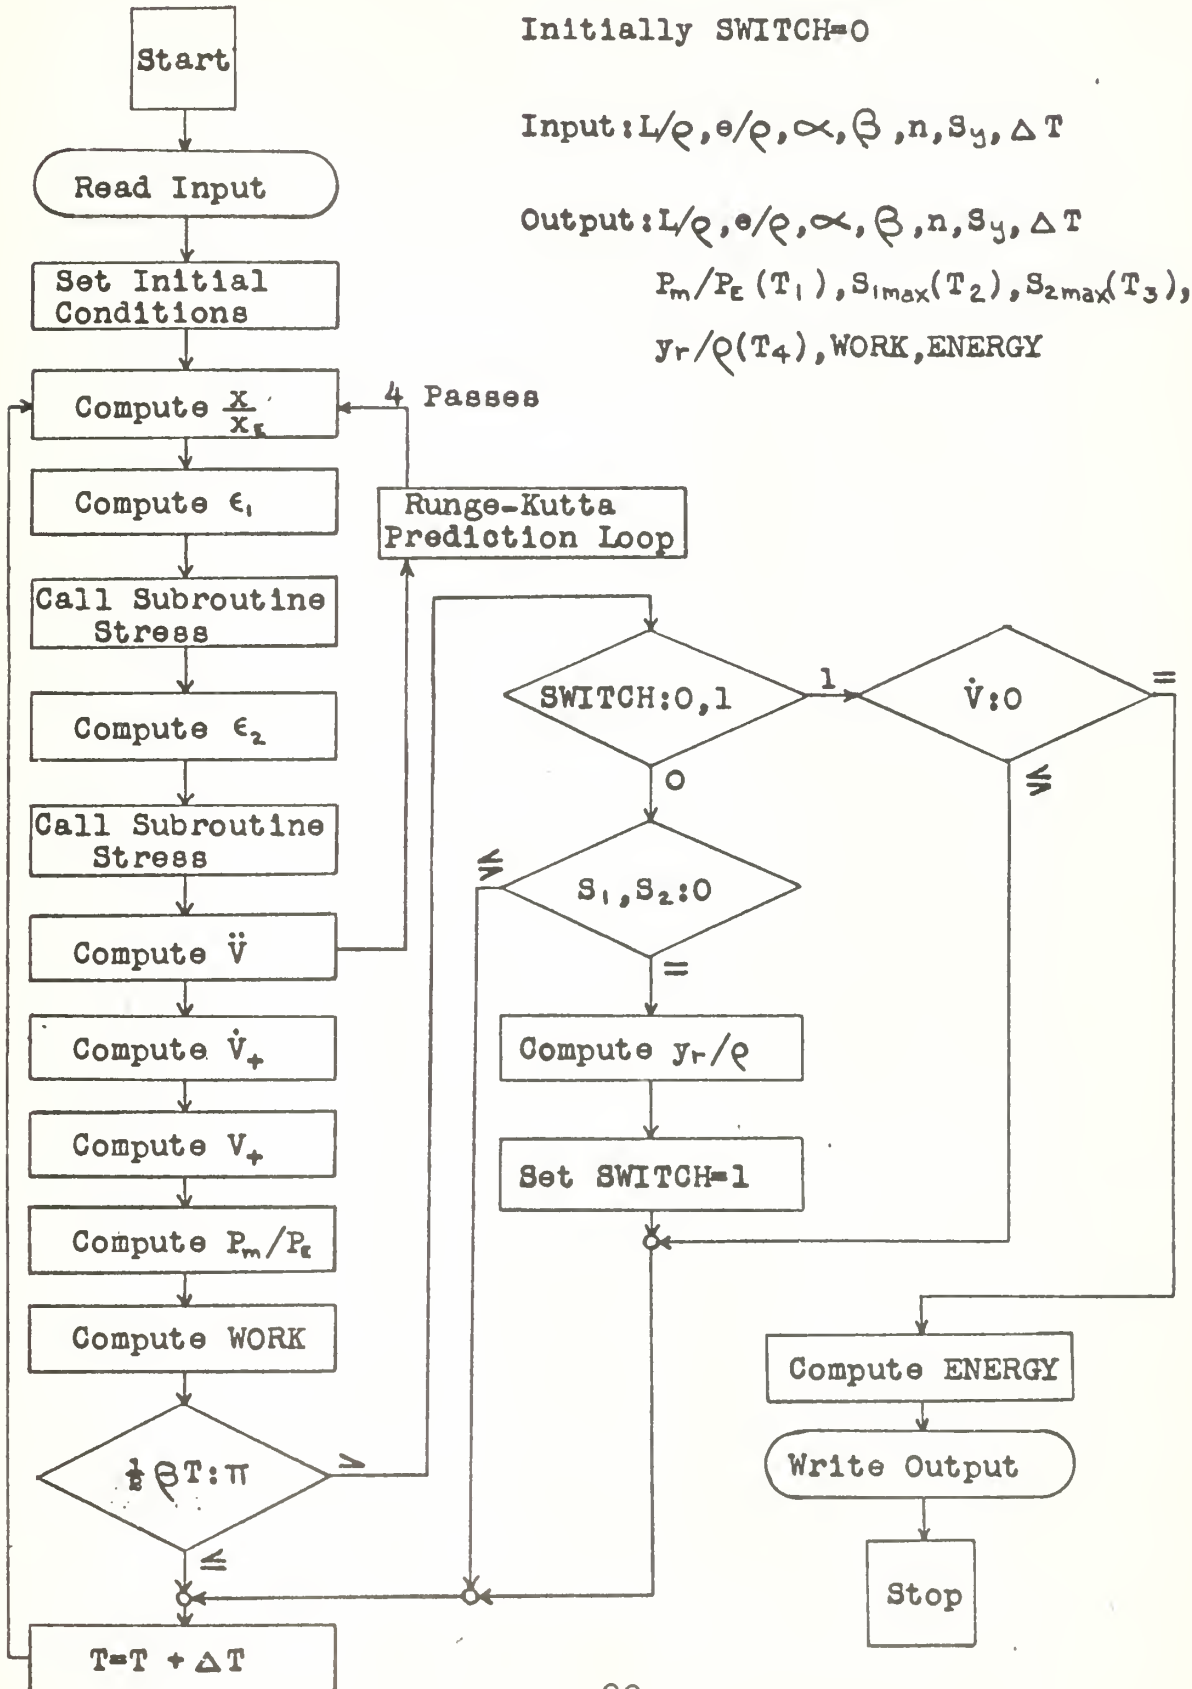 Initially SWITCH=0
Start
Input:L/ρ,e/ρ,∝,β,n,Sy,ΔT
Read Input
Output:L/ρ,e/ρ,∝,β,n,Sy,ΔT
Pm/PE(T1),S1max(T2),S2max(T3),
yr/ρ(T4),WORK,ENERGY
Set Initial
Conditions
Compute x/xE
4 Passes
Compute ϵ1
Runge-Kutta
Prediction Loop
Call Subroutine
Stress
Compute ϵ2
Call Subroutine
Stress
Compute V̈
Compute V̇+
Compute V+
Compute Pm/PE
Compute WORK
½βT:π
>
≤
T=T + ΔT
SWITCH:0,1
1
0
V̇:0
=
≶
S1,S2:0
≶
=
Compute yr/ρ
Set SWITCH=1
Compute ENERGY
Write Output
Stop